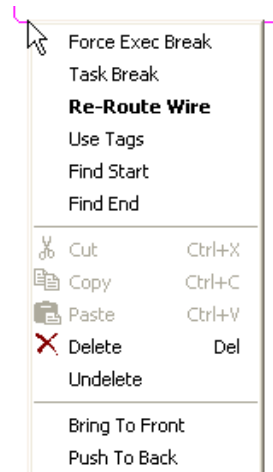 Force Exec Break
Task Break
Re-Route Wire
Use Tags
Find Start
Find End
Cut Ctrl+X
Copy Ctrl+C
Paste Ctrl+V
Delete Del
Undelete
Bring To Front
Push To Back